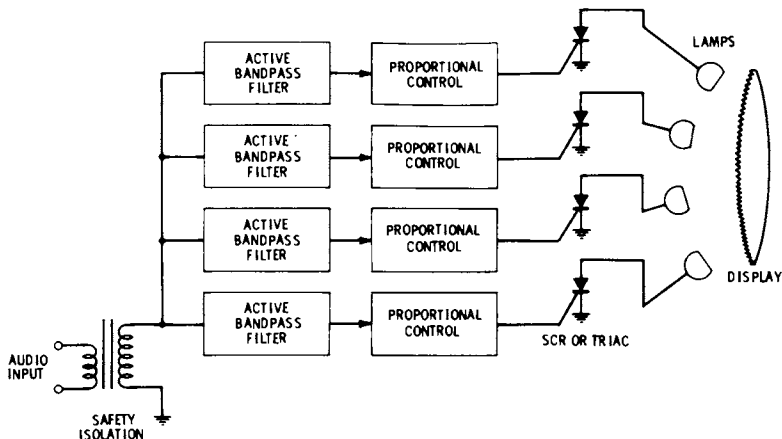 ACTIVE
BANDPASS
FILTER
PROPORTIONAL
CONTROL
LAMPS
ACTIVE
BANDPASS
FILTER
PROPORTIONAL
CONTROL
ACTIVE
BANDPASS
FILTER
PROPORTIONAL
CONTROL
DISPLAY
ACTIVE
BANDPASS
FILTER
PROPORTIONAL
CONTROL
SCR OR TRIAC
AUDIO
INPUT
SAFETY
ISOLATION